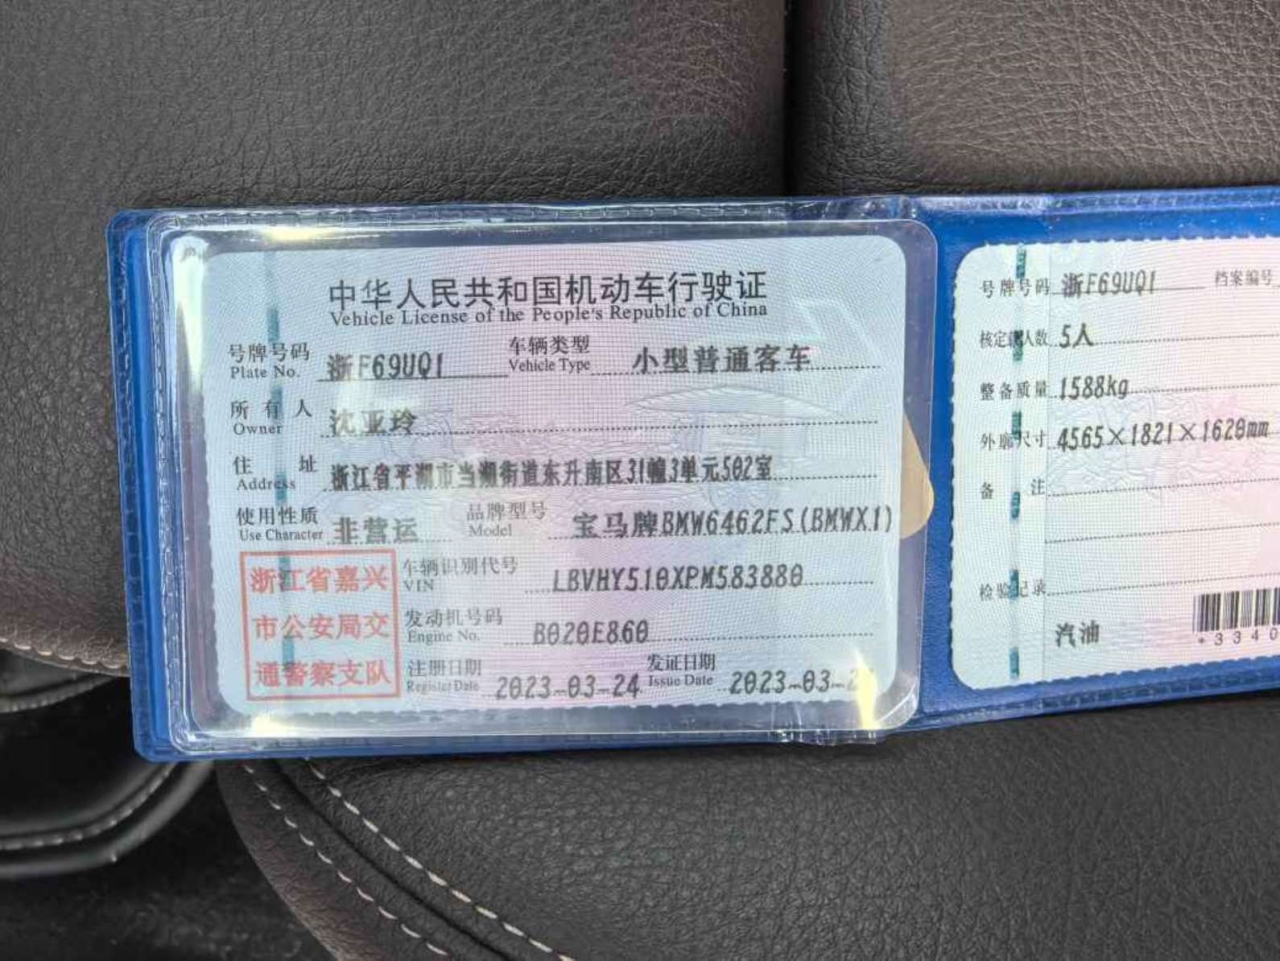 中华人民共和国机动车行驶证
Vehicle License of the People's Republic of China
号牌号码 浙F69UQ1 车辆类型 小型普通客车
Plate No. Vehicle Type
所有人 沈亚玲
Owner
住址 浙江省平湖市当湖街道东升南区31幢3单元502室
Address
使用性质 非营运 品牌型号 宝马牌BMW6462FS(BMWX1)
Use Character Model
浙江省嘉兴
市公安局交
通警察支队
车辆识别代号 LBVHY510XPM583880
VIN
发动机号码 B020E860
Engine No.
注册日期 2023-03-24 发证日期 2023-03-2
Register Date Issue Date
号牌号码 浙F69UQ1 档案编号
核定载人数 5人
整备质量 1588kg
外廓尺寸 4565×1821×1620mm
备注
检验记录
汽油
*3340